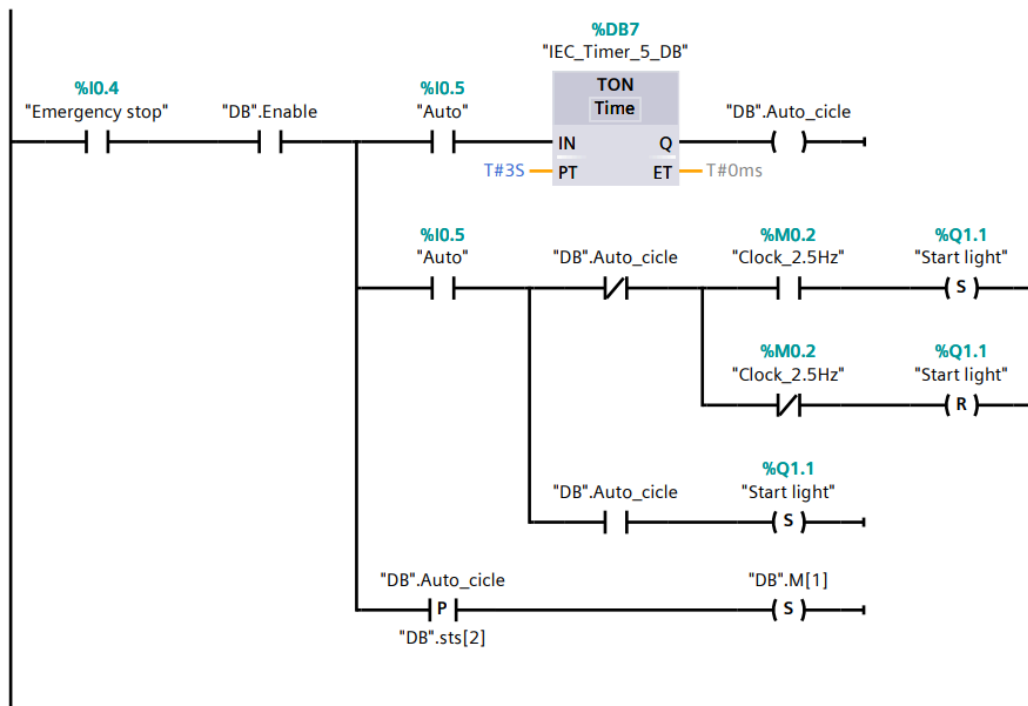 %DB7
"IEC_Timer_5_DB"
%I0.4
"Emergency stop"
"DB".Enable
%I0.5
"Auto"
TON
Time
"DB".Auto_cicle
IN
Q
T#3S
PT
ET
T#0ms
%I0.5
"Auto"
"DB".Auto_cicle
%M0.2
"Clock_2.5Hz"
%Q1.1
"Start light"
S
%M0.2
"Clock_2.5Hz"
%Q1.1
"Start light"
R
"DB".Auto_cicle
%Q1.1
"Start light"
S
"DB".Auto_cicle
P
"DB".sts[2]
"DB".M[1]
S